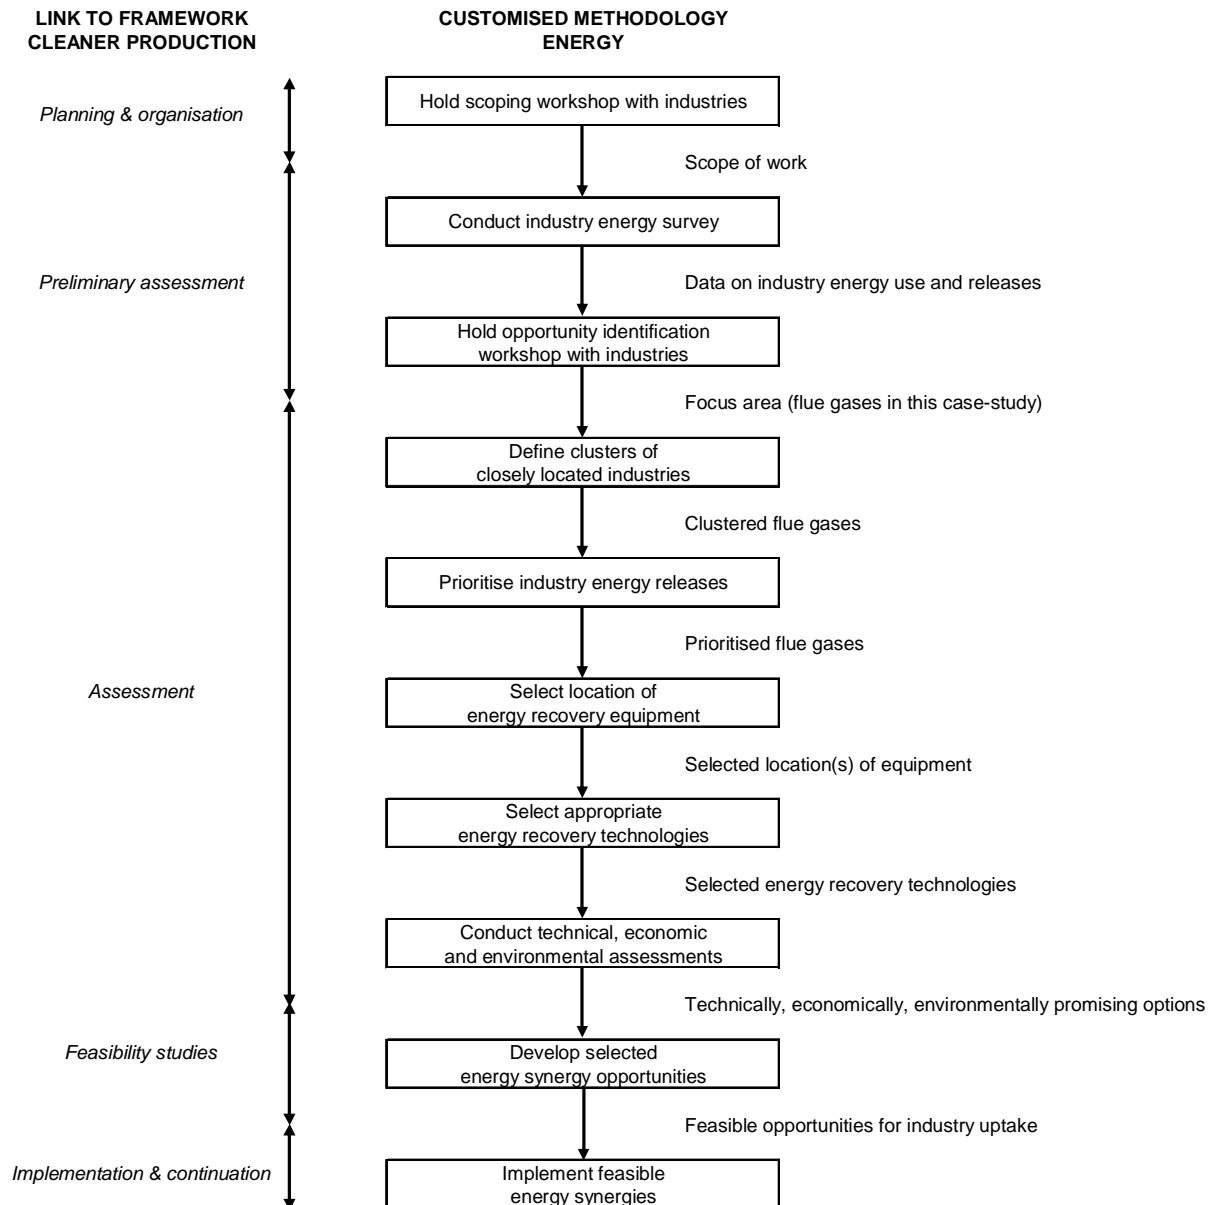 LINK TO FRAMEWORK
CLEANER PRODUCTION
CUSTOMISED METHODOLOGY
ENERGY
Planning & organisation
Hold scoping workshop with industries
Scope of work
Conduct industry energy survey
Preliminary assessment
Data on industry energy use and releases
Hold opportunity identification
workshop with industries
Focus area (flue gases in this case-study)
Define clusters of
closely located industries
Clustered flue gases
Prioritise industry energy releases
Prioritised flue gases
Assessment
Select location of
energy recovery equipment
Selected location(s) of equipment
Select appropriate
energy recovery technologies
Selected energy recovery technologies
Conduct technical, economic
and environmental assessments
Technically, economically, environmentally promising options
Feasibility studies
Develop selected
energy synergy opportunities
Feasible opportunities for industry uptake
Implementation & continuation
Implement feasible
energy synergies